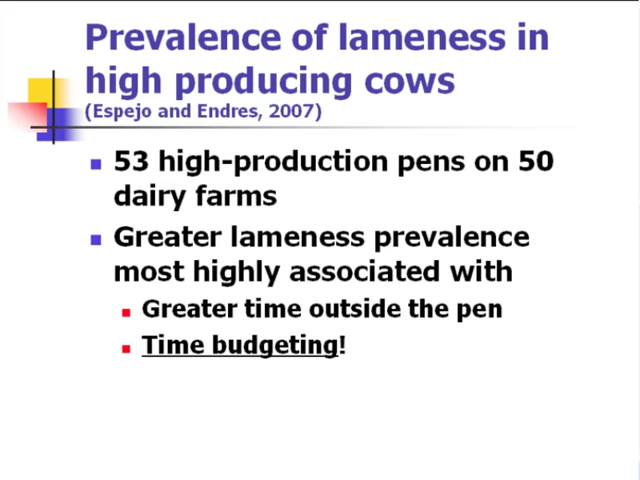 Prevalence of lameness in
high producing cows
(Espejo and Endres, 2007)
53 high-production pens on 50
dairy farms
Greater lameness prevalence
most highly associated with
Greater time outside the pen
Time budgeting!